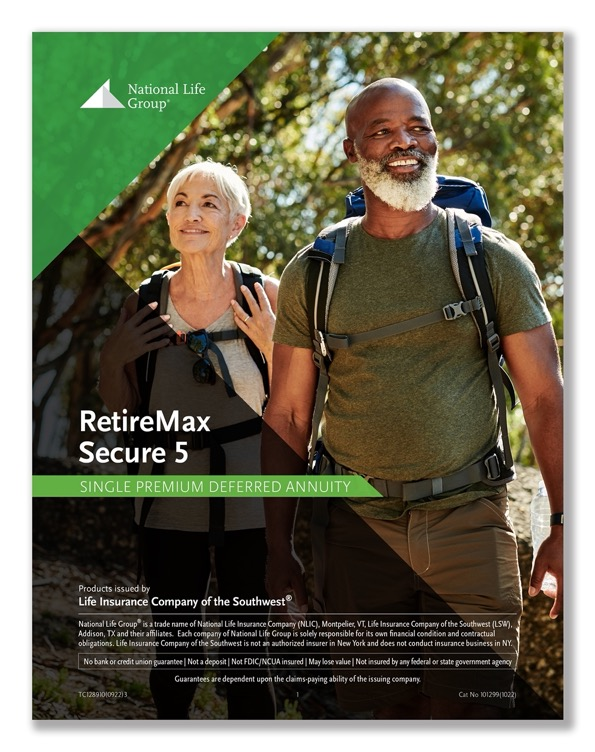 National Life
Group®
RetireMax
Secure 5
SINGLE PREMIUM DEFERRED ANNUITY
Products issued by
Life Insurance Company of the Southwest®
National Life Group® is a trade name of National Life Insurance Company (NLIC), Montpelier, VT, Life Insurance Company of the Southwest (LSW),
Addison, TX and their affiliates. Each company of National Life Group is solely responsible for its own financial condition and contractual
obligations. Life Insurance Company of the Southwest is not an authorized insurer in New York and does not conduct insurance business in NY.
No bank or credit union guarantee | Not a deposit | Not FDIC/NCUA insured | May lose value | Not insured by any federal or state government agency
Guarantees are dependent upon the claims-paying ability of the issuing company.
TC128910(0922)3 1 Cat No 101299(1022)